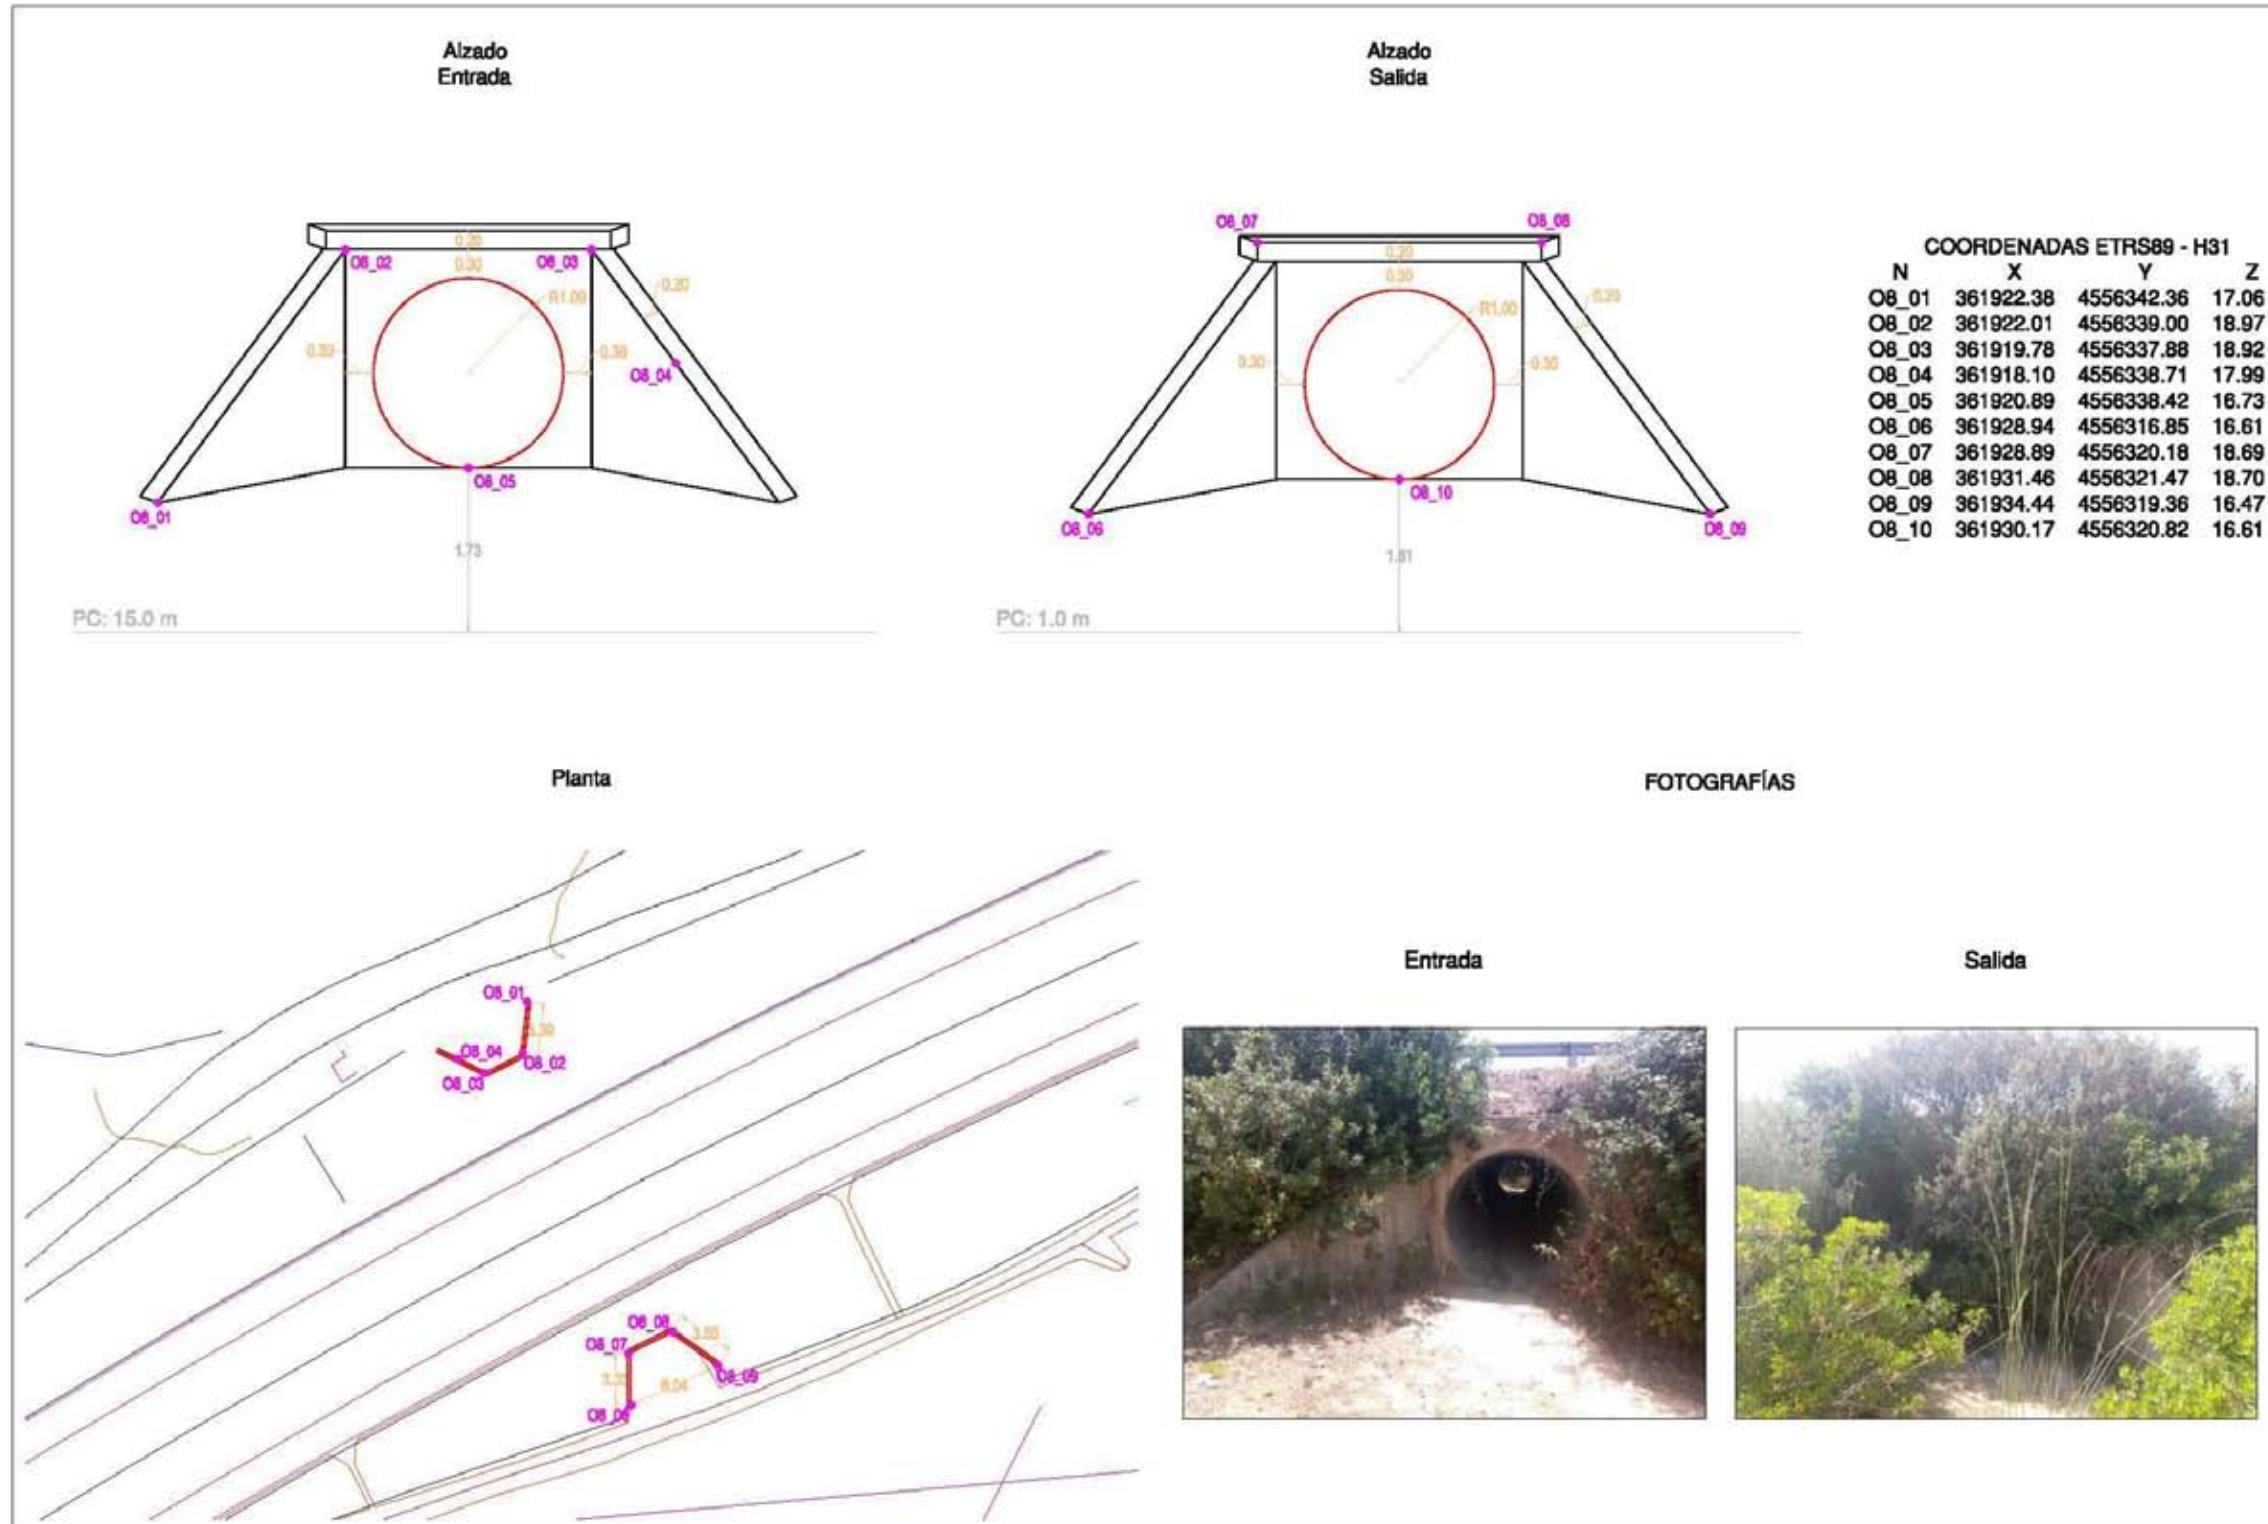 Alzado
Entrada
O8_02
O8_03
0.20
0.30
R1.00
0.20
0.30
0.38
O8_04
O8_05
O8_01
1.73
PC: 15.0 m
Alzado
Salida
O8_07
O8_08
0.20
0.30
R1.00
0.20
0.30
0.30
O8_10
O8_06
O8_09
1.61
PC: 1.0 m
COORDENADAS ETRS89 - H31
N X Y Z
O8_01 361922.38 4556342.36 17.06
O8_02 361922.01 4556339.00 18.97
O8_03 361919.78 4556337.88 18.92
O8_04 361918.10 4556338.71 17.99
O8_05 361920.89 4556338.42 16.73
O8_06 361928.94 4556316.85 16.61
O8_07 361928.89 4556320.18 18.69
O8_08 361931.46 4556321.47 18.70
O8_09 361934.44 4556319.36 16.47
O8_10 361930.17 4556320.82 16.61
Planta
O8_01
O8_04
O8_02
O8_03
O8_08
O8_07
O8_09
6.04
O8_06
FOTOGRAFÍAS
Entrada
Salida